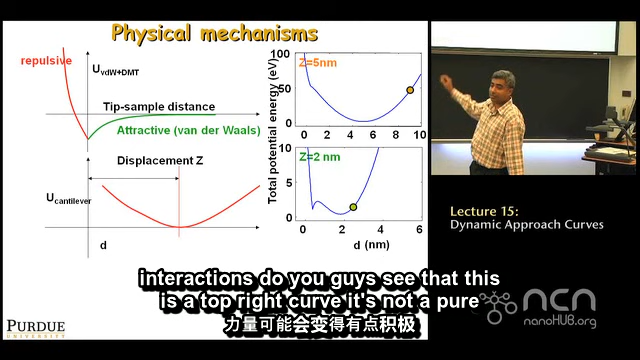 Physical mechanisms
repulsive
UvdW+DMT
Tip-sample distance
Attractive (van der Waals)
Displacement Z
Ucantilever
d
Total potential energy (eV)
100
50
0
Z=5nm
0 2 4 6 8 10
10
5
0
Z=2 nm
0 2 4 6
d (nm)
Lecture 15:
Dynamic Approach Curves
interactions do you guys see that this
is a top right curve it's not a pure
力量可能会变得有点积极
PURDUE
UNIVERSITY
ncn
nanoHUB.org